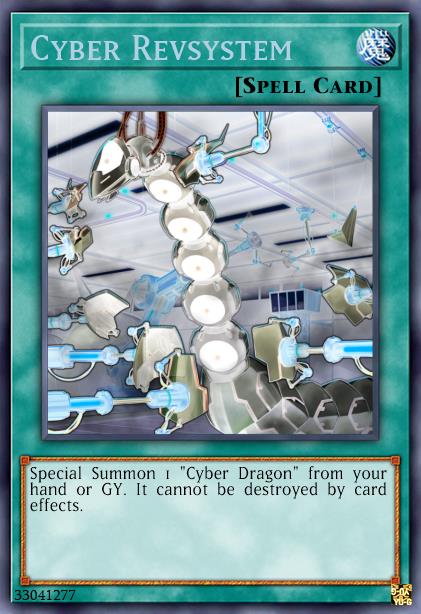 Cyber Revsystem
魔
[Spell Card]
Special Summon 1 "Cyber Dragon" from your
hand or GY. It cannot be destroyed by card
effects.
33041277